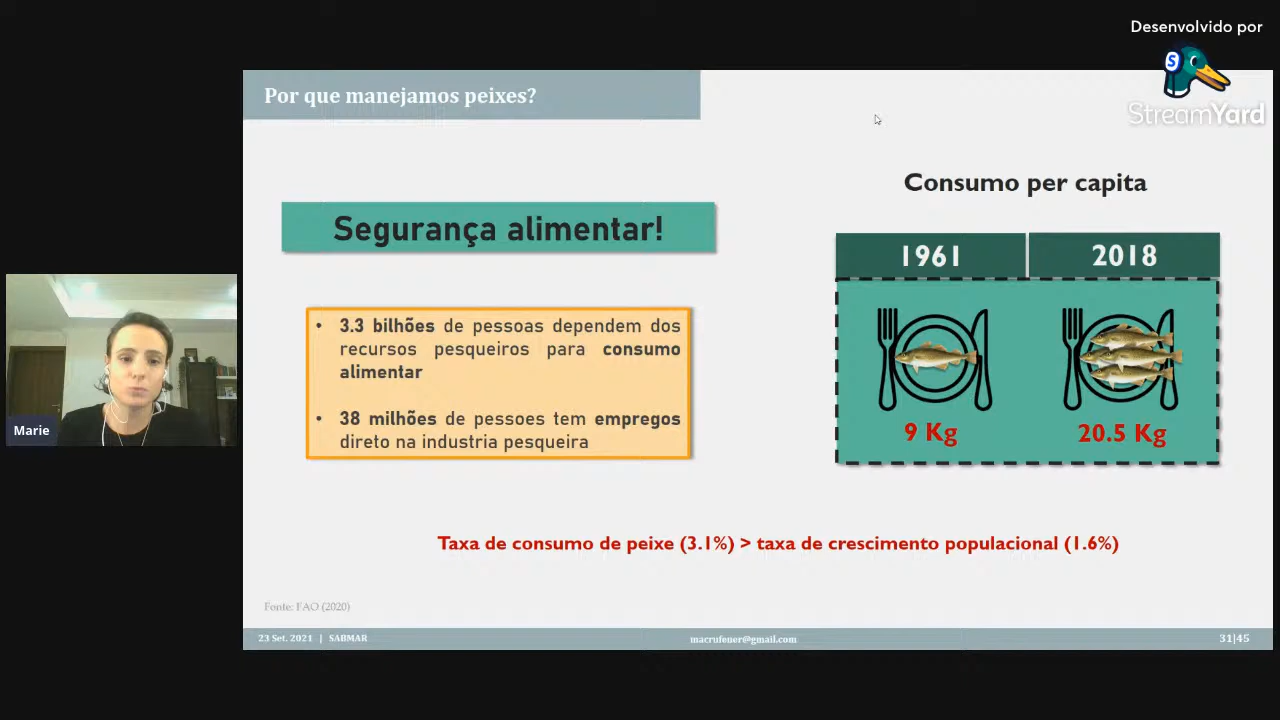 Desenvolvido por
StreamYard
Por que manejamos peixes?
Consumo per capita
Segurança alimentar!
1961
2018
• 3.3 bilhões de pessoas dependem dos
recursos pesqueiros para consumo
alimentar
• 38 milhões de pessoes tem empregos
direto na industria pesqueira
9 Kg
20.5 Kg
Marie
Taxa de consumo de peixe (3.1%) > taxa de crescimento populacional (1.6%)
Fonte: FAO (2020)
23 Set. 2021 | SABMAR
macrufener@gmail.com
31|45